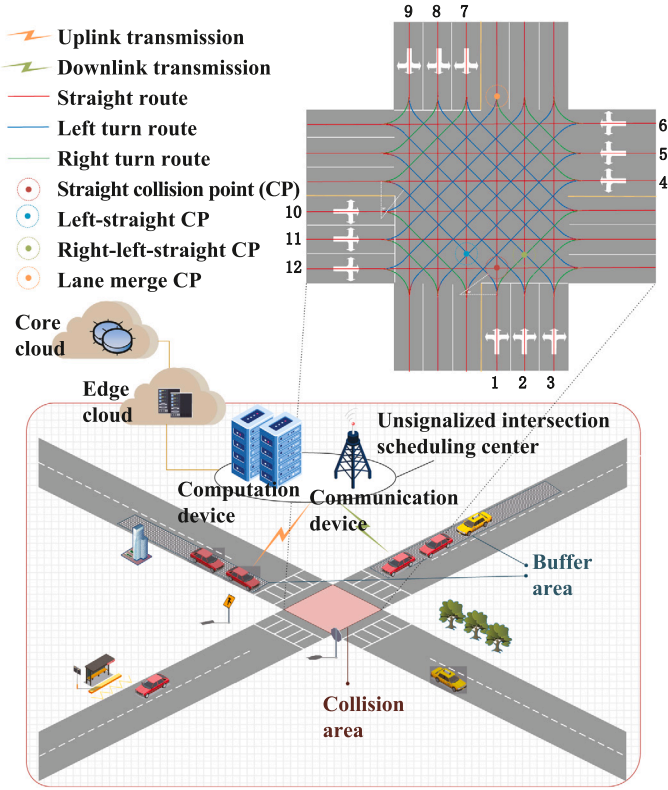 Uplink transmission
Downlink transmission
Straight route
Left turn route
Right turn route
Straight collision point (CP)
Left-straight CP
Right-left-straight CP
Lane merge CP
9 8 7
6
5
4
10
11
12
1 2 3
Core
cloud
Edge
cloud
Unsignalized intersection
scheduling center
Computation
device
Communication
device
Buffer
area
Collision
area